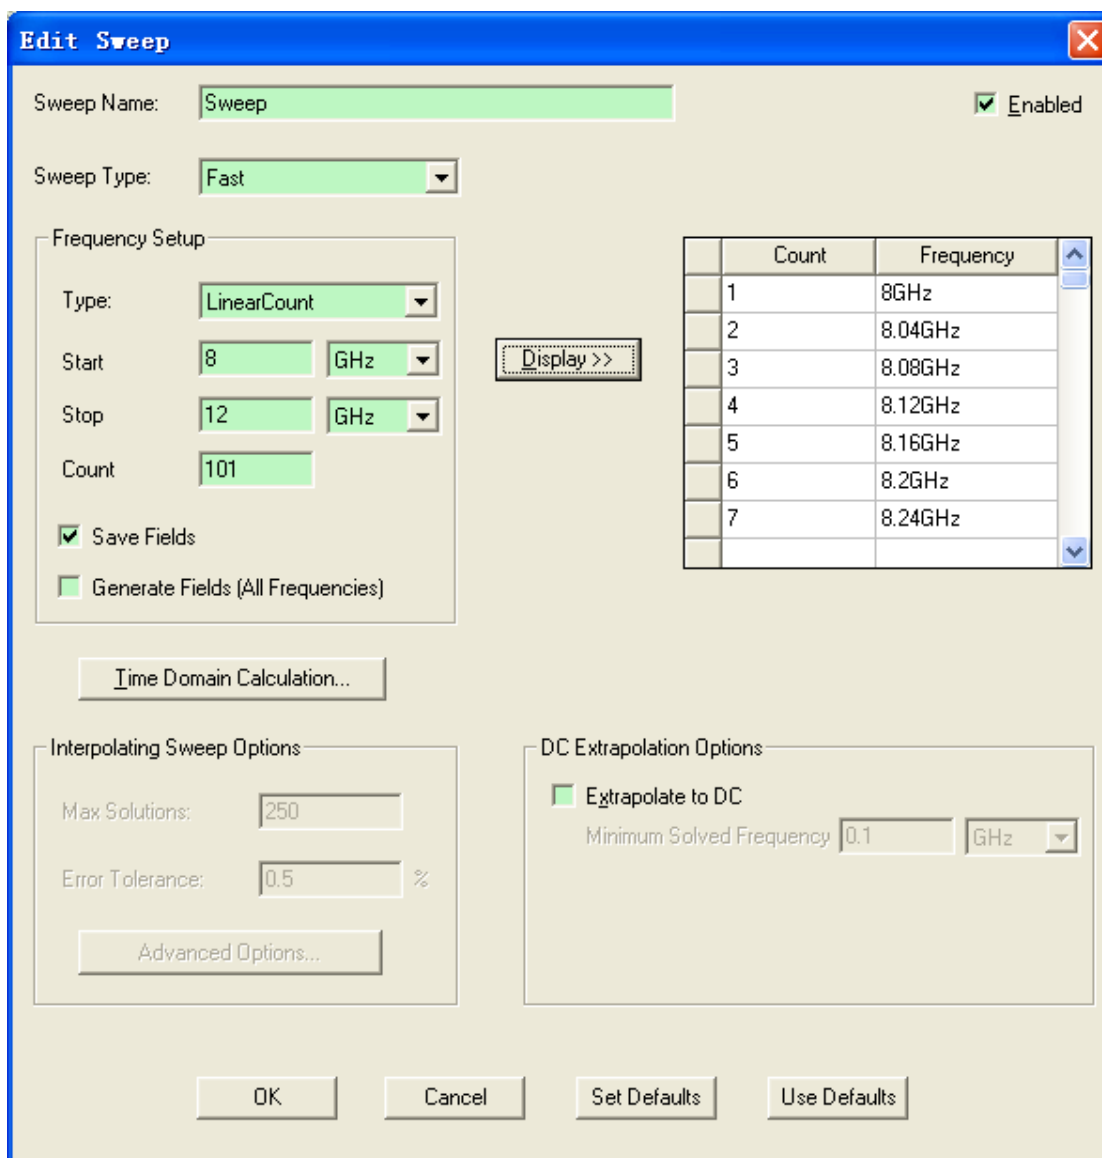 Edit Sweep
Sweep Name: Sweep Enabled
Sweep Type: Fast
Frequency Setup
Type: LinearCount
Start 8 GHz
Stop 12 GHz
Count 101
Save Fields
Generate Fields (All Frequencies)
Display >>
Count Frequency
1 8GHz
2 8.04GHz
3 8.08GHz
4 8.12GHz
5 8.16GHz
6 8.2GHz
7 8.24GHz
Time Domain Calculation...
Interpolating Sweep Options
Max Solutions: 250
Error Tolerance: 0.5 %
Advanced Options...
DC Extrapolation Options
Extrapolate to DC
Minimum Solved Frequency 0.1 GHz
OK Cancel Set Defaults Use Defaults